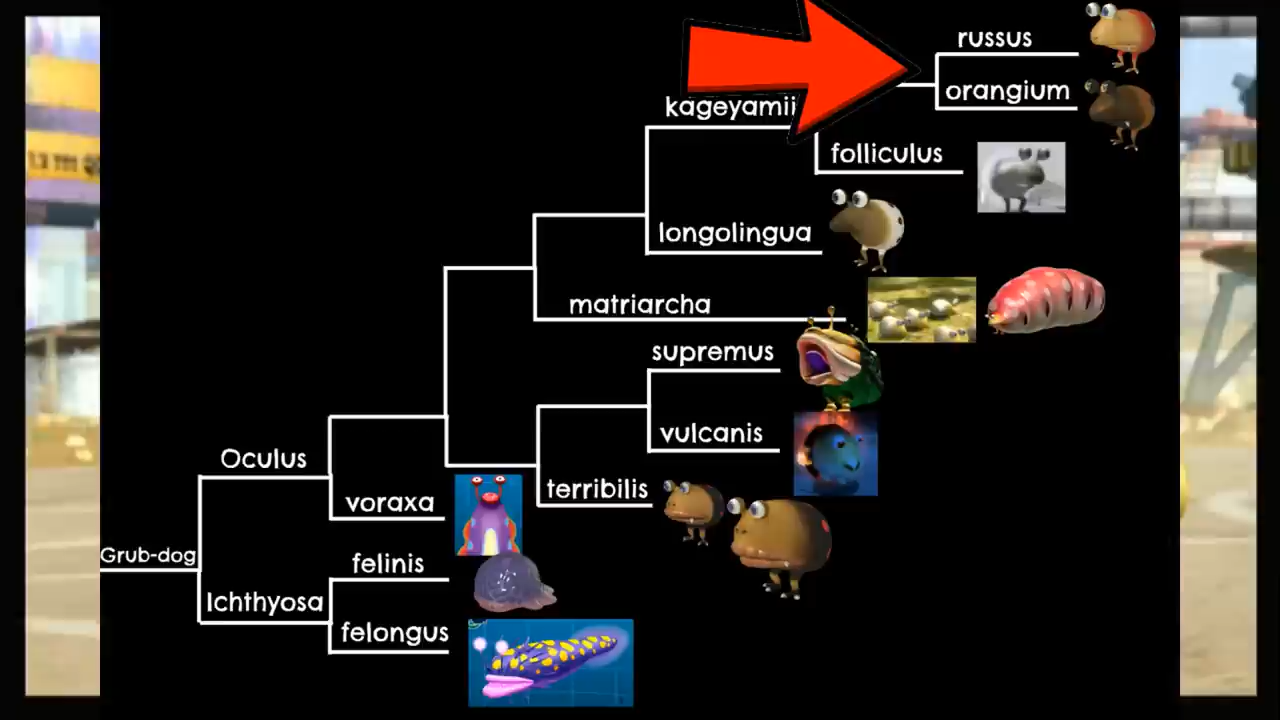 russus
orangium
kageyamii
folliculus
longolingua
matriarcha
supremus
vulcanis
Oculus
terribilis
voraxa
Grub-dog
felinis
Ichthyosa
felongus